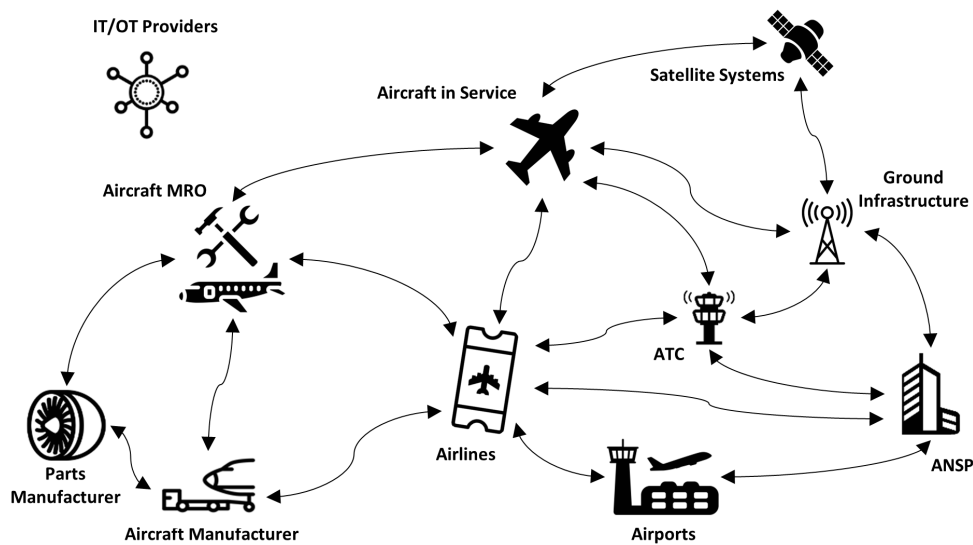 IT/OT Providers
Satellite Systems
Aircraft in Service
Aircraft MRO
Ground
Infrastructure
ATC
Airlines
Parts
Manufacturer
ANSP
Aircraft Manufacturer
Airports